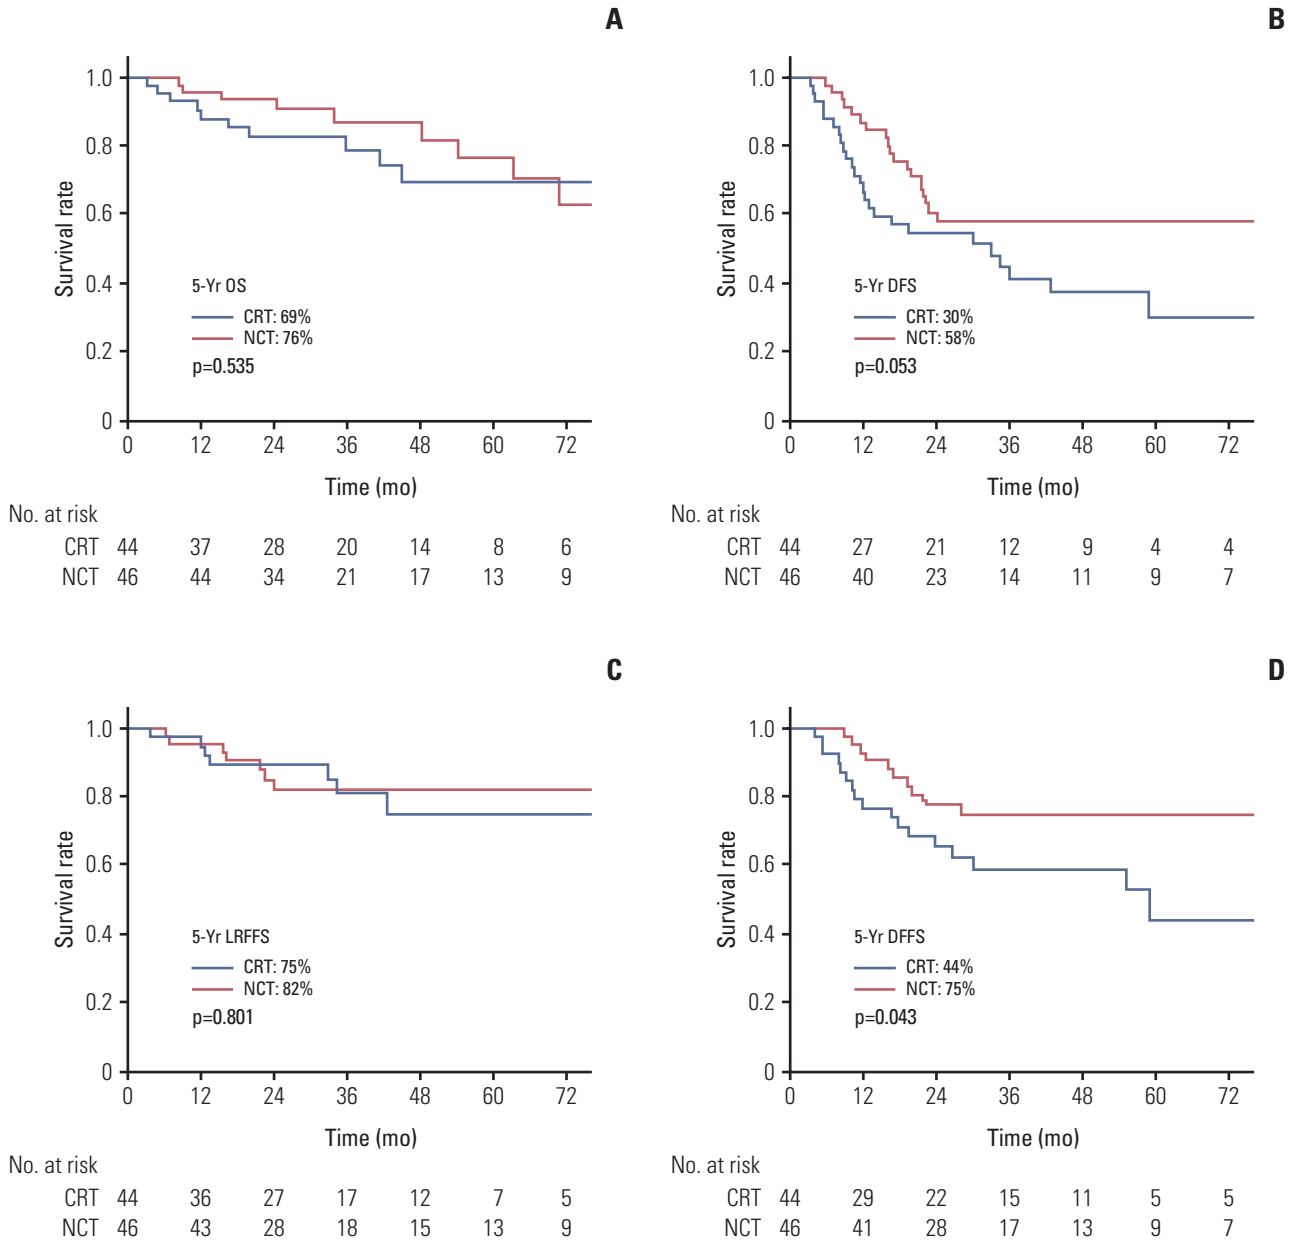 A
1.0
0.8
0.6
0.4
0.2
0
Survival rate
5-Yr OS
CRT: 69%
NCT: 76%
p=0.535
0 12 24 36 48 60 72
Time (mo)
No. at risk
CRT 44 37 28 20 14 8 6
NCT 46 44 34 21 17 13 9
B
1.0
0.8
0.6
0.4
0.2
0
Survival rate
5-Yr DFS
CRT: 30%
NCT: 58%
p=0.053
0 12 24 36 48 60 72
Time (mo)
No. at risk
CRT 44 27 21 12 9 4 4
NCT 46 40 23 14 11 9 7
C
1.0
0.8
0.6
0.4
0.2
0
Survival rate
5-Yr LRFFS
CRT: 75%
NCT: 82%
p=0.801
0 12 24 36 48 60 72
Time (mo)
No. at risk
CRT 44 36 27 17 12 7 5
NCT 46 43 28 18 15 13 9
D
1.0
0.8
0.6
0.4
0.2
0
Survival rate
5-Yr DFFS
CRT: 44%
NCT: 75%
p=0.043
0 12 24 36 48 60 72
Time (mo)
No. at risk
CRT 44 29 22 15 11 5 5
NCT 46 41 28 17 13 9 7